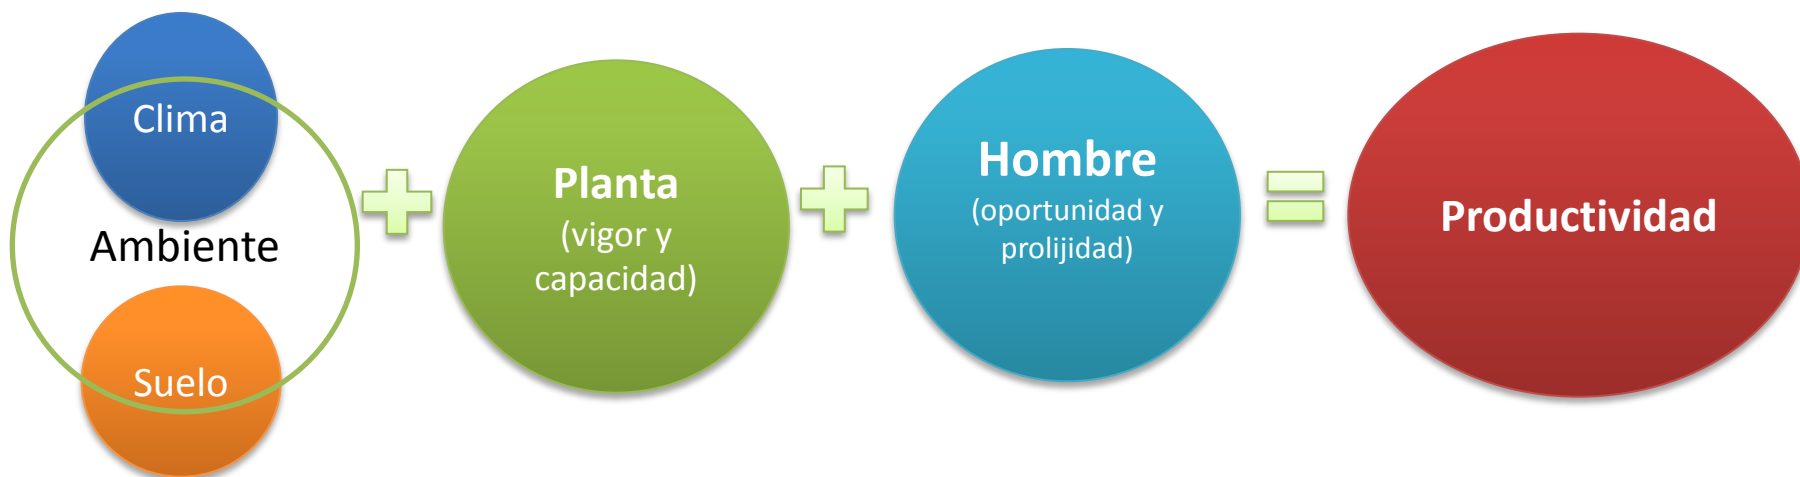 Clima
Ambiente
Suelo
Planta
(vigor y
capacidad)
Hombre
(oportunidad y
prolijidad)
Productividad